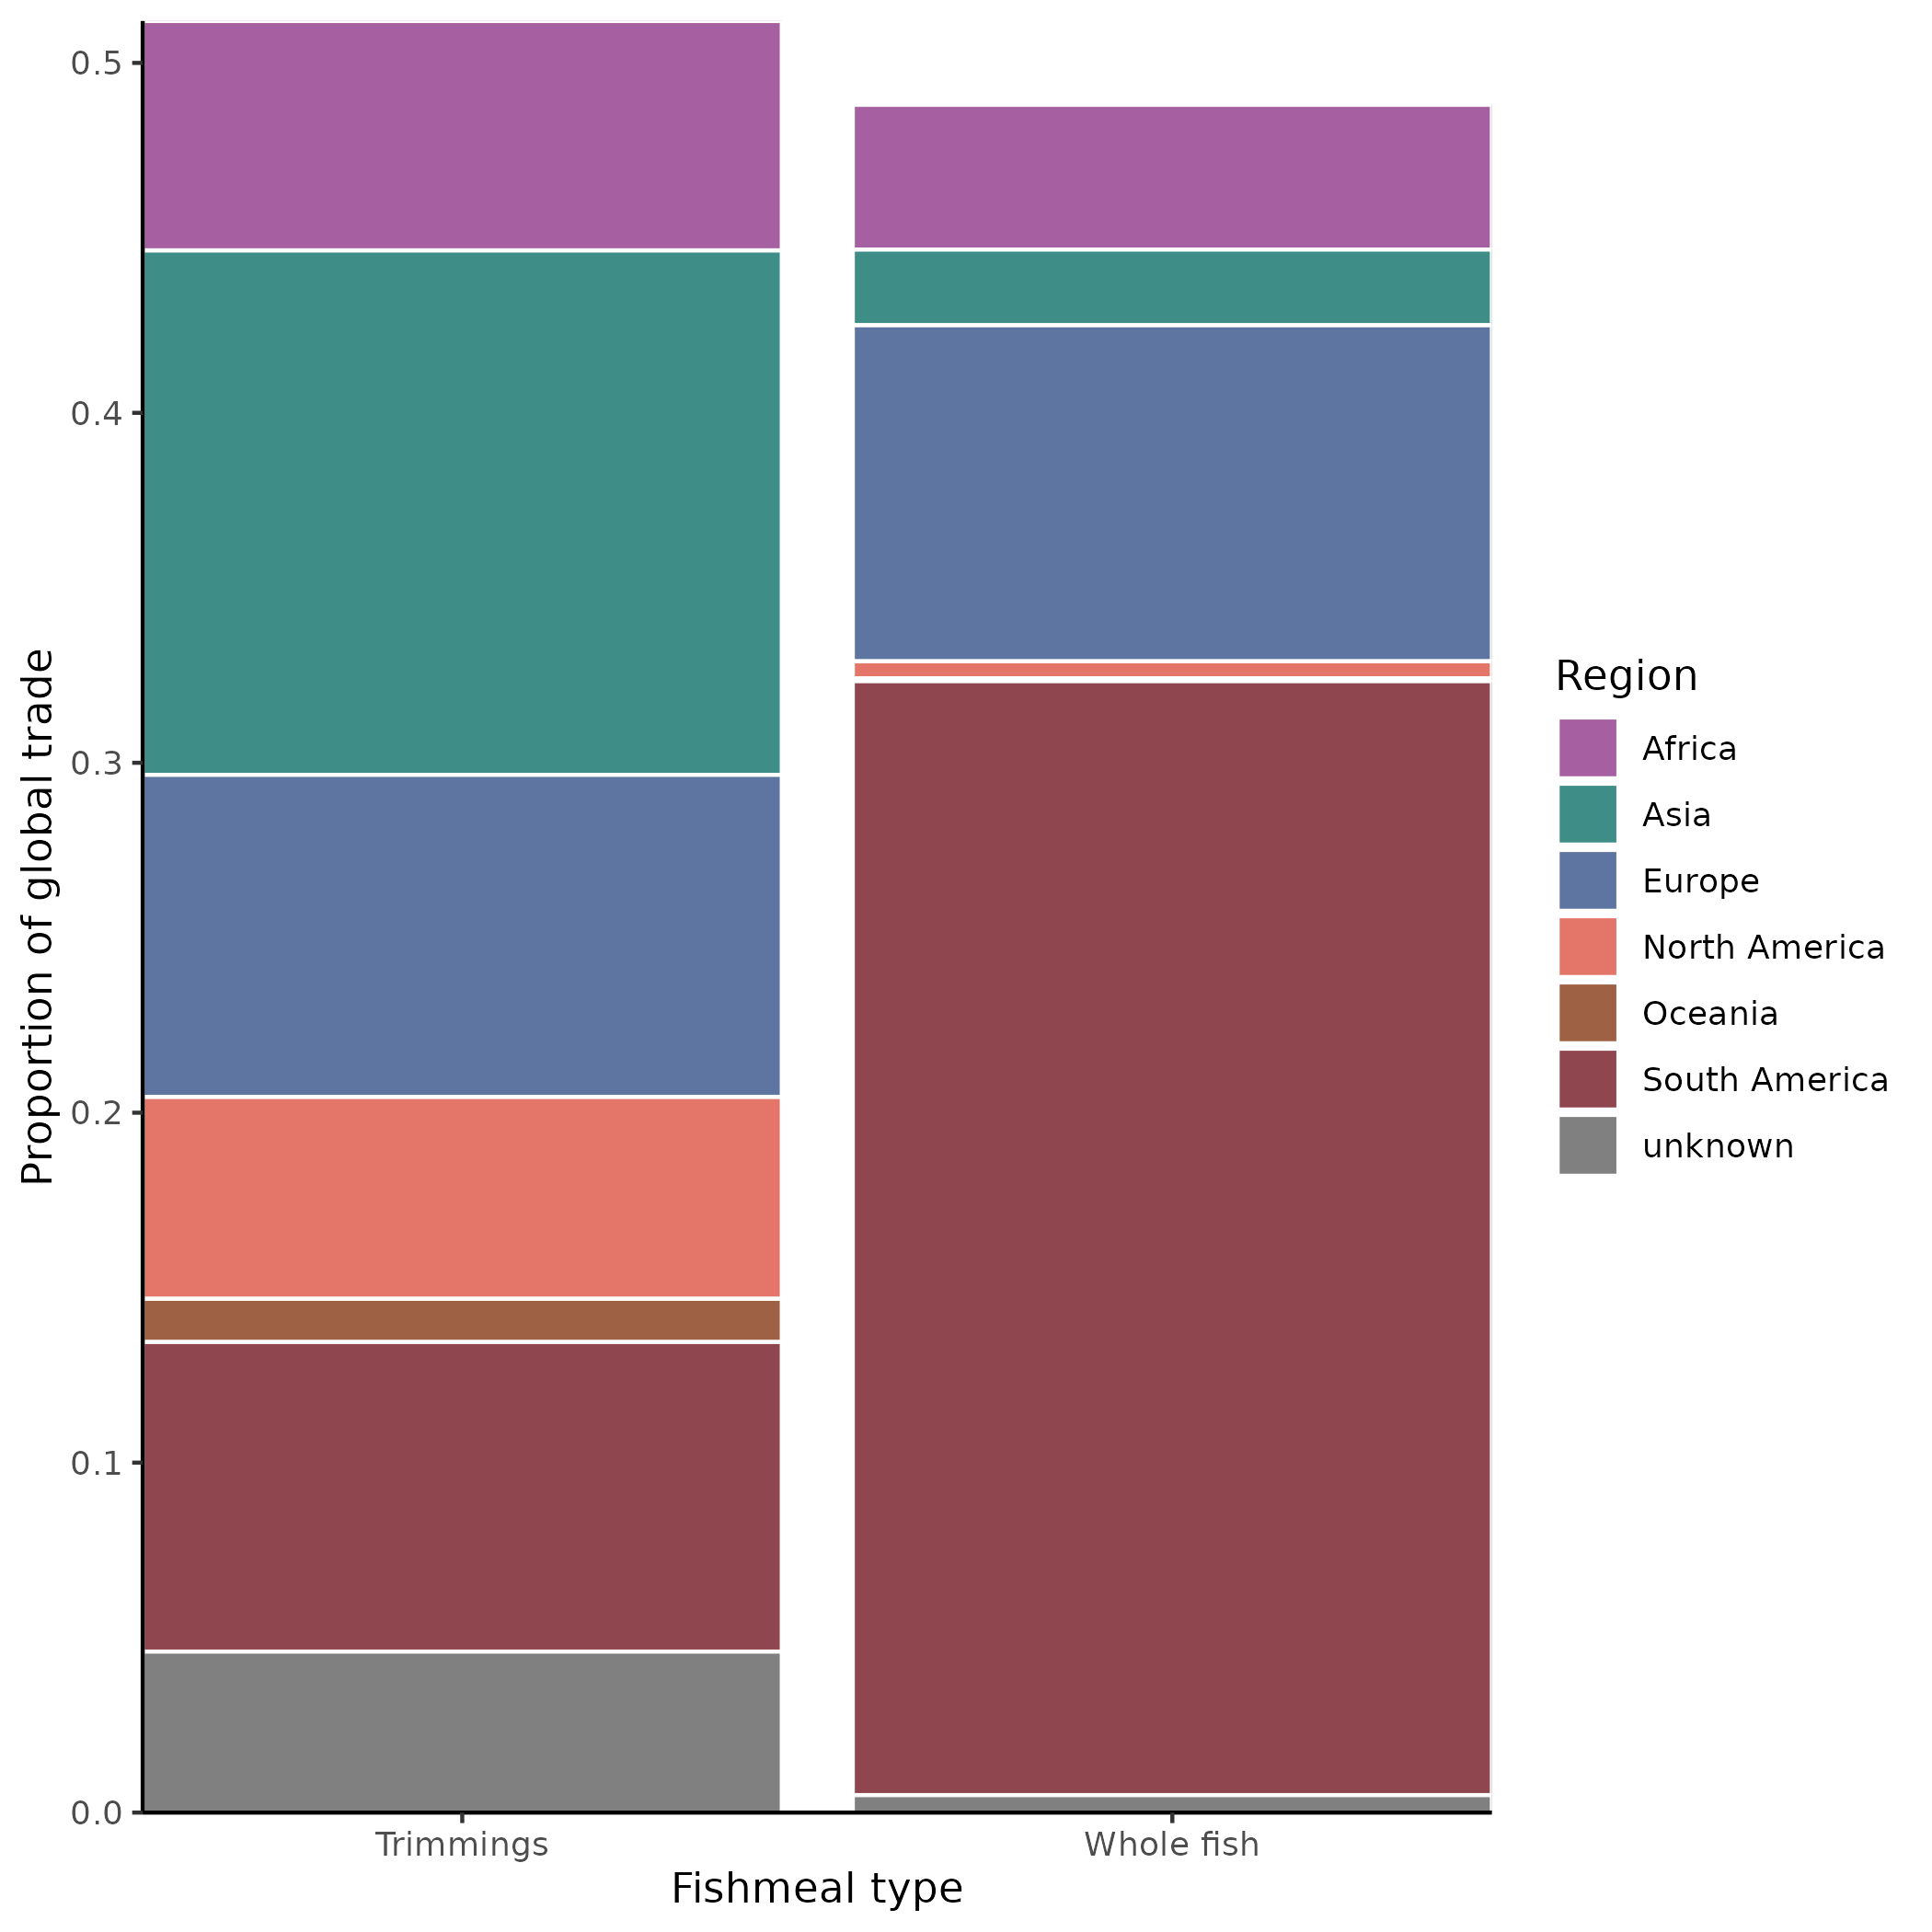 Proportion of global trade
0.5
0.4
0.3
0.2
0.1
0.0
Trimmings
Whole fish
Fishmeal type
Region
Africa
Asia
Europe
North America
Oceania
South America
unknown